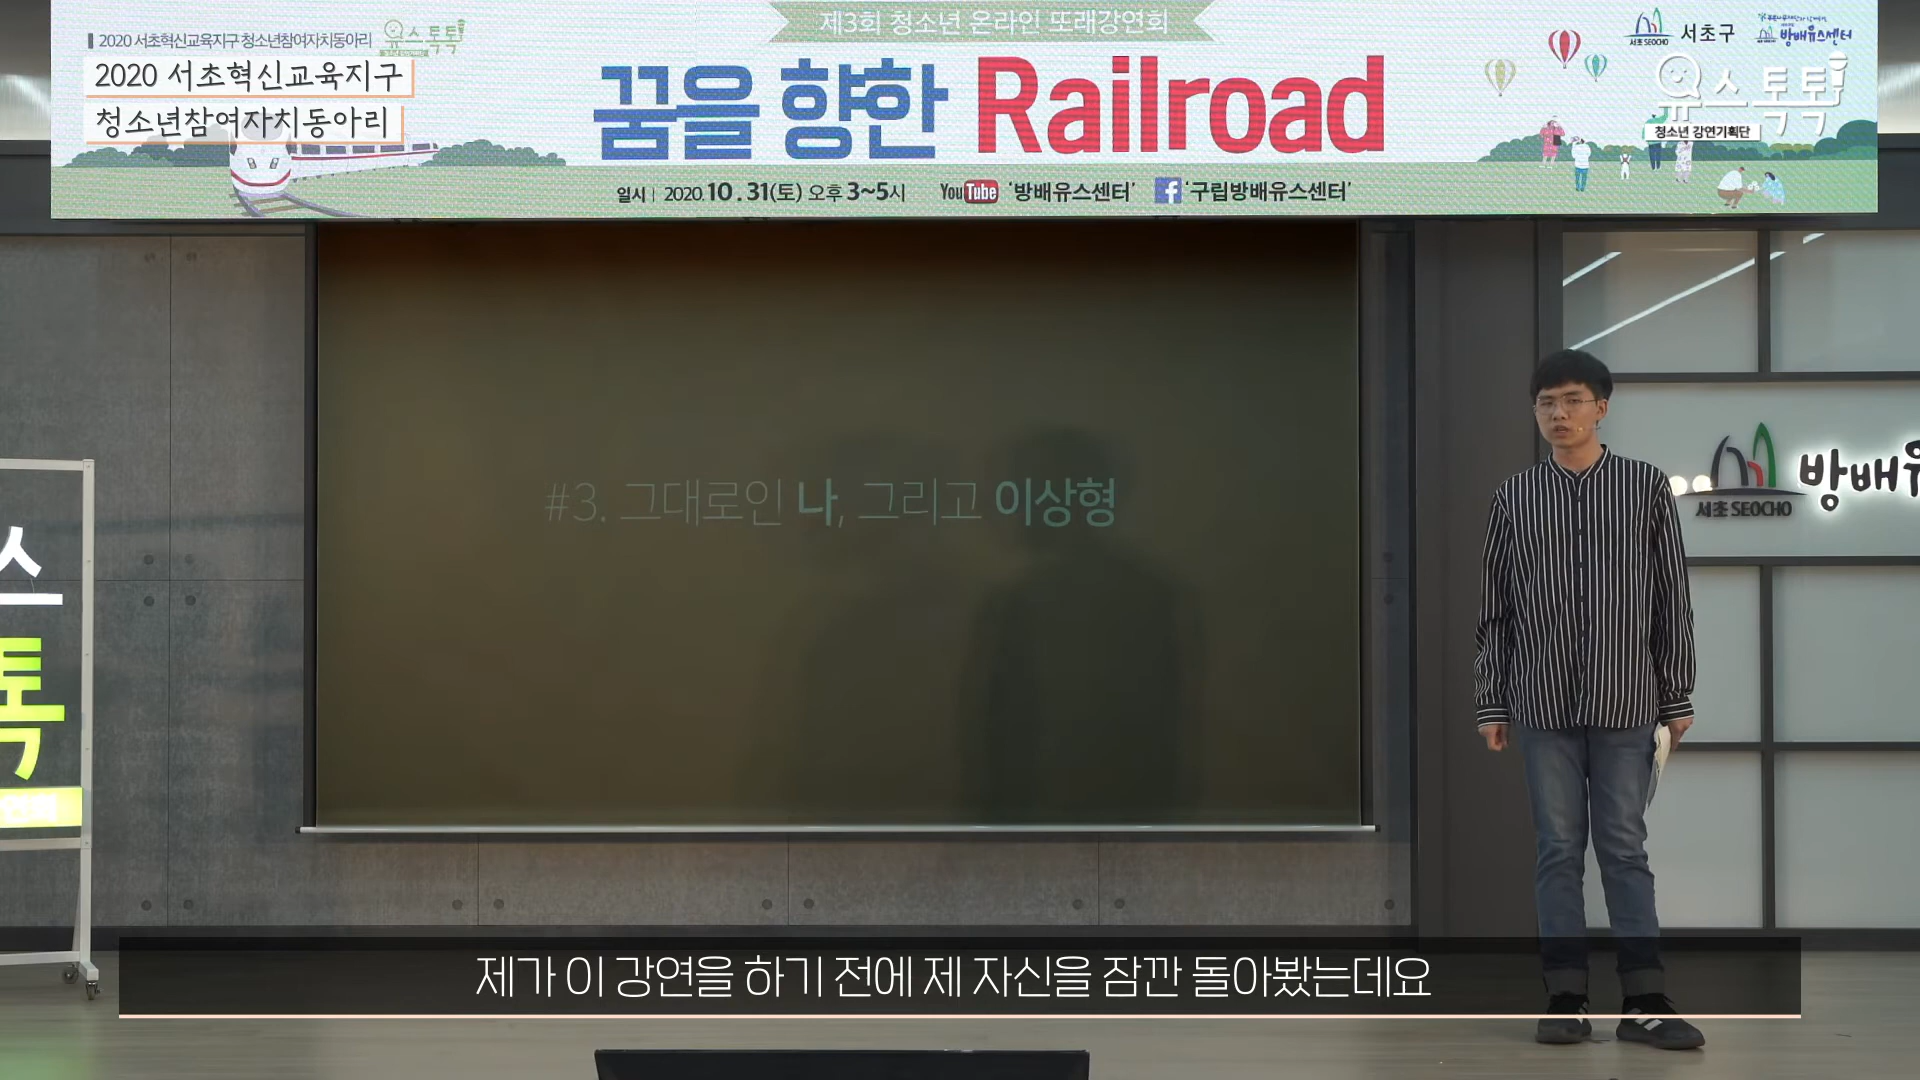 제3회 청소년 온라인 또래강연회
2020 서초혁신교육지구 청소년참여자치동아리 유스톡톡
2020 서초혁신교육지구
청소년참여자치동아리
꿈을 향한 Railroad
일시 | 2020. 10. 31(토) 오후 3~5시 YouTube '방배유스센터' f '구립방배유스센터'
서초 SEOCHO 서초구 방배유스센터
유스톡톡
청소년 강연기획단
#3. 그대로인 나, 그리고 이상형
서초 SEOCHO 방배유
스
톡
제가 이 강연을 하기 전에 제 자신을 잠깐 돌아봤는데요